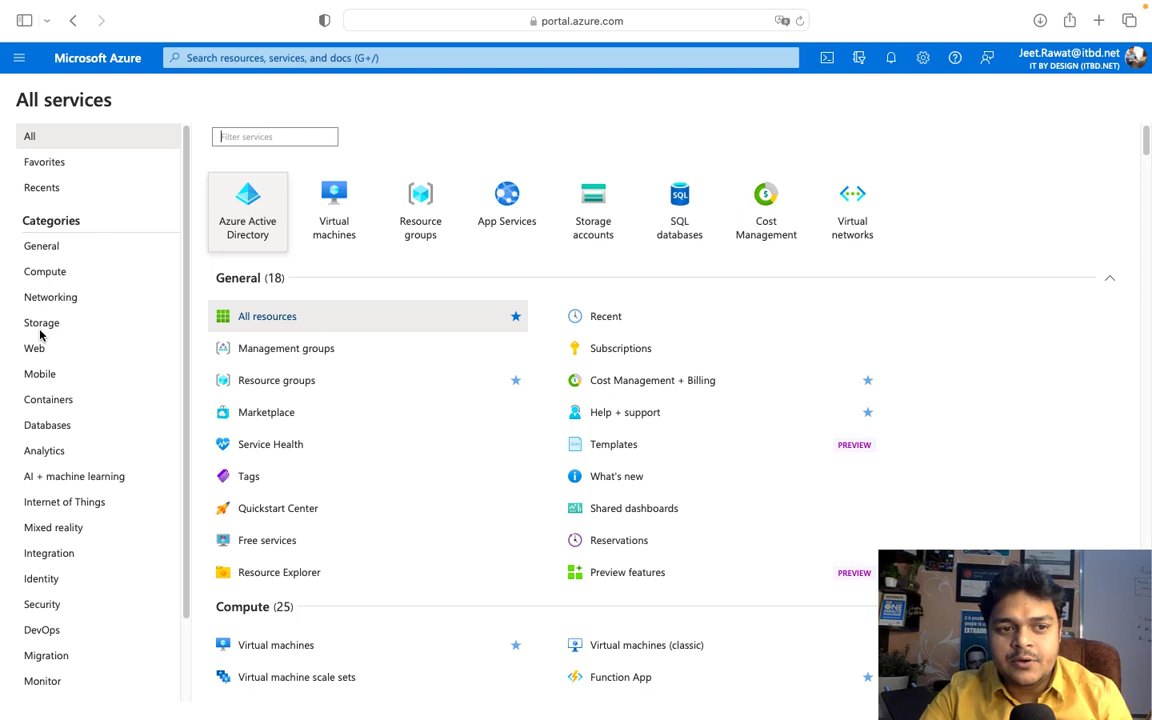 portal.azure.com
Microsoft Azure
Search resources, services, and docs (G+/)
Jeet.Rawat@itbd.net
IT BY DESIGN (ITBD.NET)
All services
All
Favorites
Recents
Categories
General
Compute
Networking
Storage
Web
Mobile
Containers
Databases
Analytics
AI + machine learning
Internet of Things
Mixed reality
Integration
Identity
Security
DevOps
Migration
Monitor
Filter services
Azure Active
Directory
Virtual
machines
Resource
groups
App Services
Storage
accounts
SQL
SQL
databases
Cost
Management
Virtual
networks
General (18)
All resources
Recent
Management groups
Subscriptions
Resource groups
Cost Management + Billing
Marketplace
Help + support
Service Health
Templates
PREVIEW
Tags
What's new
Quickstart Center
Shared dashboards
Free services
Reservations
Resource Explorer
Preview features
PREVIEW
Compute (25)
Virtual machines
Virtual machines (classic)
Virtual machine scale sets
Function App